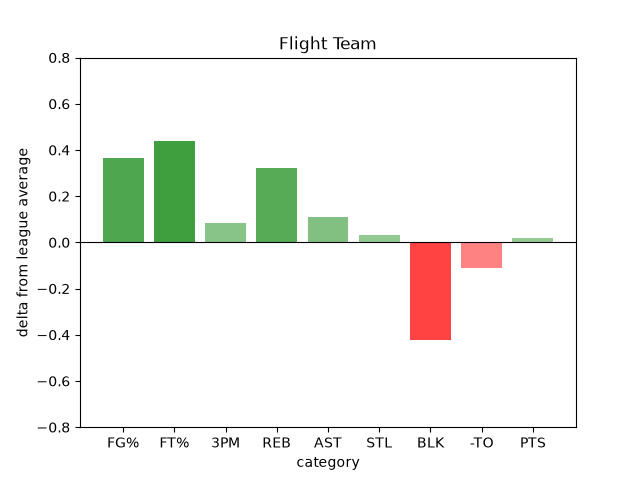 Flight Team
delta from league average
0.8
0.6
0.4
0.2
0.0
−0.2
−0.4
−0.6
−0.8
FG% FT% 3PM REB AST STL BLK -TO PTS
category